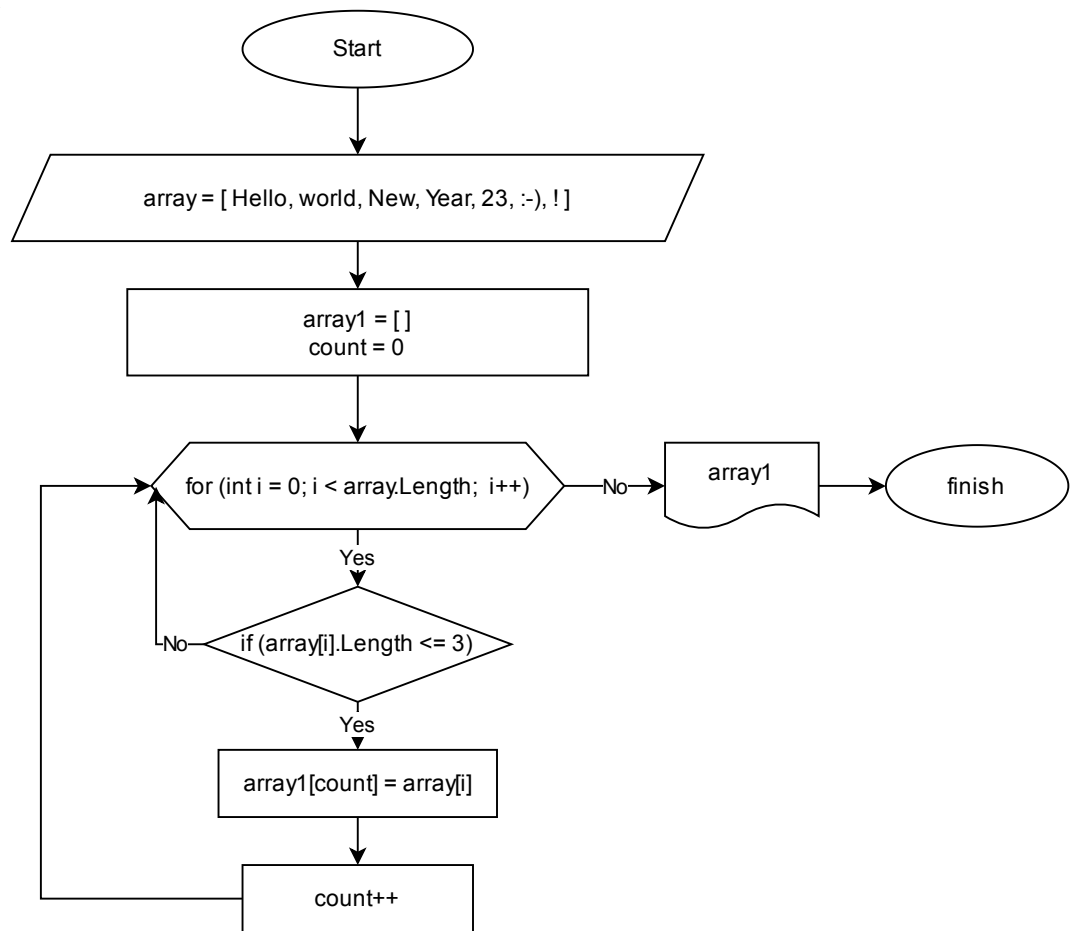 Start
array = [ Hello, world, New, Year, 23, :-), ! ]
array1 = [ ]
count = 0
for (int i = 0; i < array.Length; i++)
No
array1
finish
Yes
if (array[i].Length <= 3)
No
Yes
array1[count] = array[i]
count++